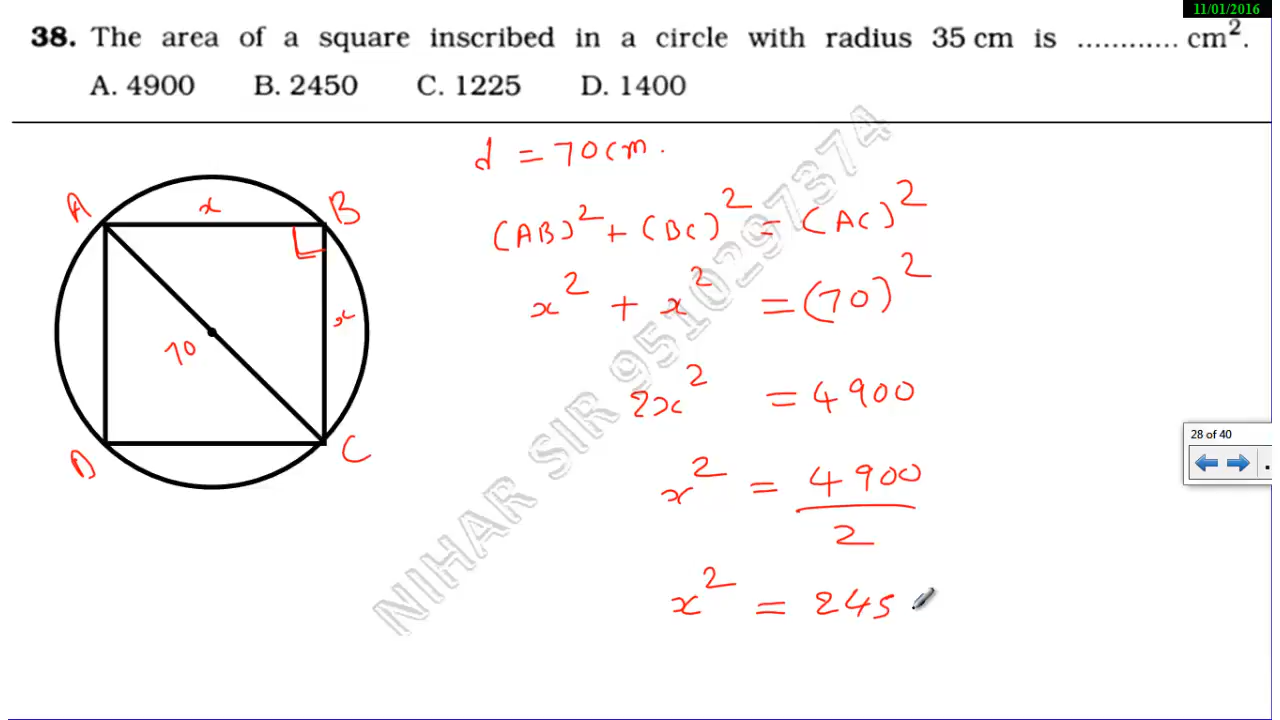 11/01/2016
38. The area of a square inscribed in a circle with radius 35 cm is ............ cm².
A. 4900 B. 2450 C. 1225 D. 1400
d = 70 cm.
A x B
(AB)² + (BC)² = (AC)²
x² + x² = (70)²
x
70
2x² = 4900
28 of 40
D C
x² = 4900
2
x² = 245
NIHAR SIR 9510297374